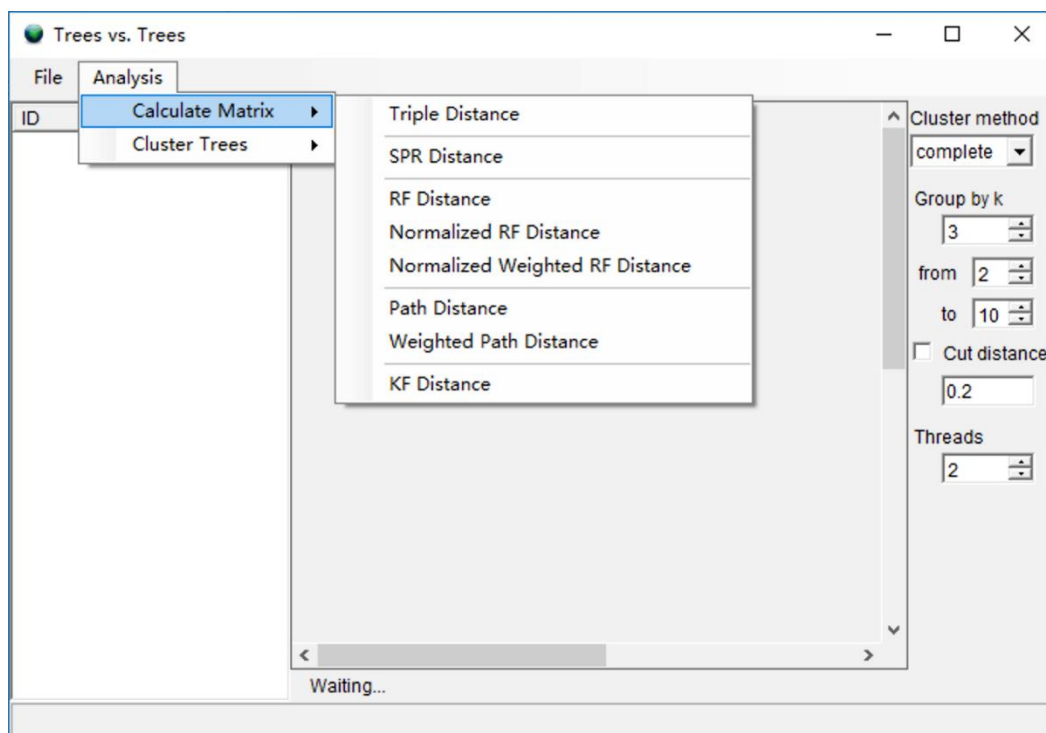 Trees vs. Trees
File Analysis
ID
Calculate Matrix
Cluster Trees
Triple Distance
SPR Distance
RF Distance
Normalized RF Distance
Normalized Weighted RF Distance
Path Distance
Weighted Path Distance
KF Distance
Cluster method
complete
Group by k
3
from 2
to 10
Cut distance
0.2
Threads
2
Waiting...